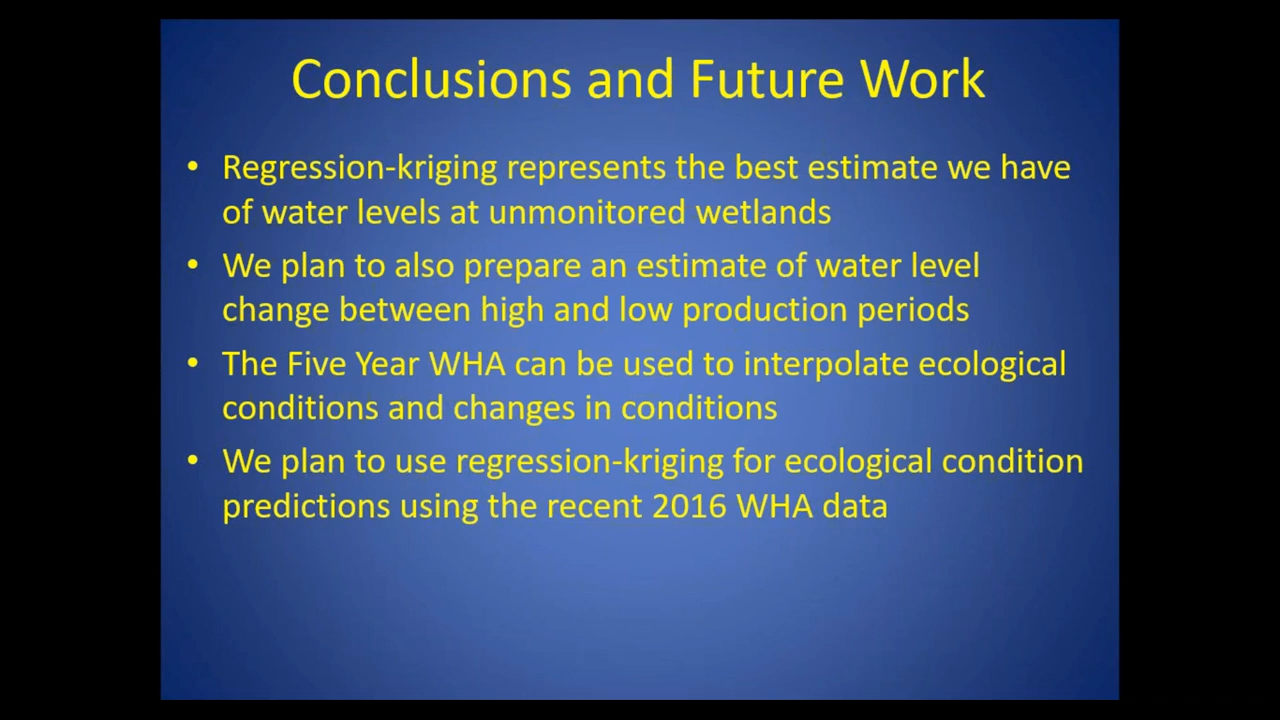 Conclusions and Future Work
• Regression-kriging represents the best estimate we have
of water levels at unmonitored wetlands
• We plan to also prepare an estimate of water level
change between high and low production periods
• The Five Year WHA can be used to interpolate ecological
conditions and changes in conditions
• We plan to use regression-kriging for ecological condition
predictions using the recent 2016 WHA data